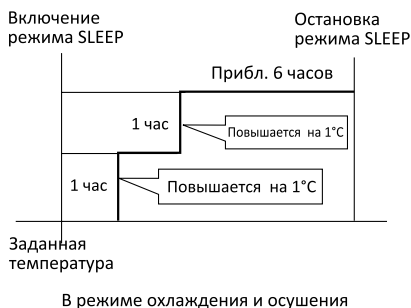 Включение
режима SLEEP
Остановка
режима SLEEP
Прибл. 6 часов
1 час
Повышается на 1°C
1 час
Повышается на 1°C
Заданная
температура
В режиме охлаждения и осушения